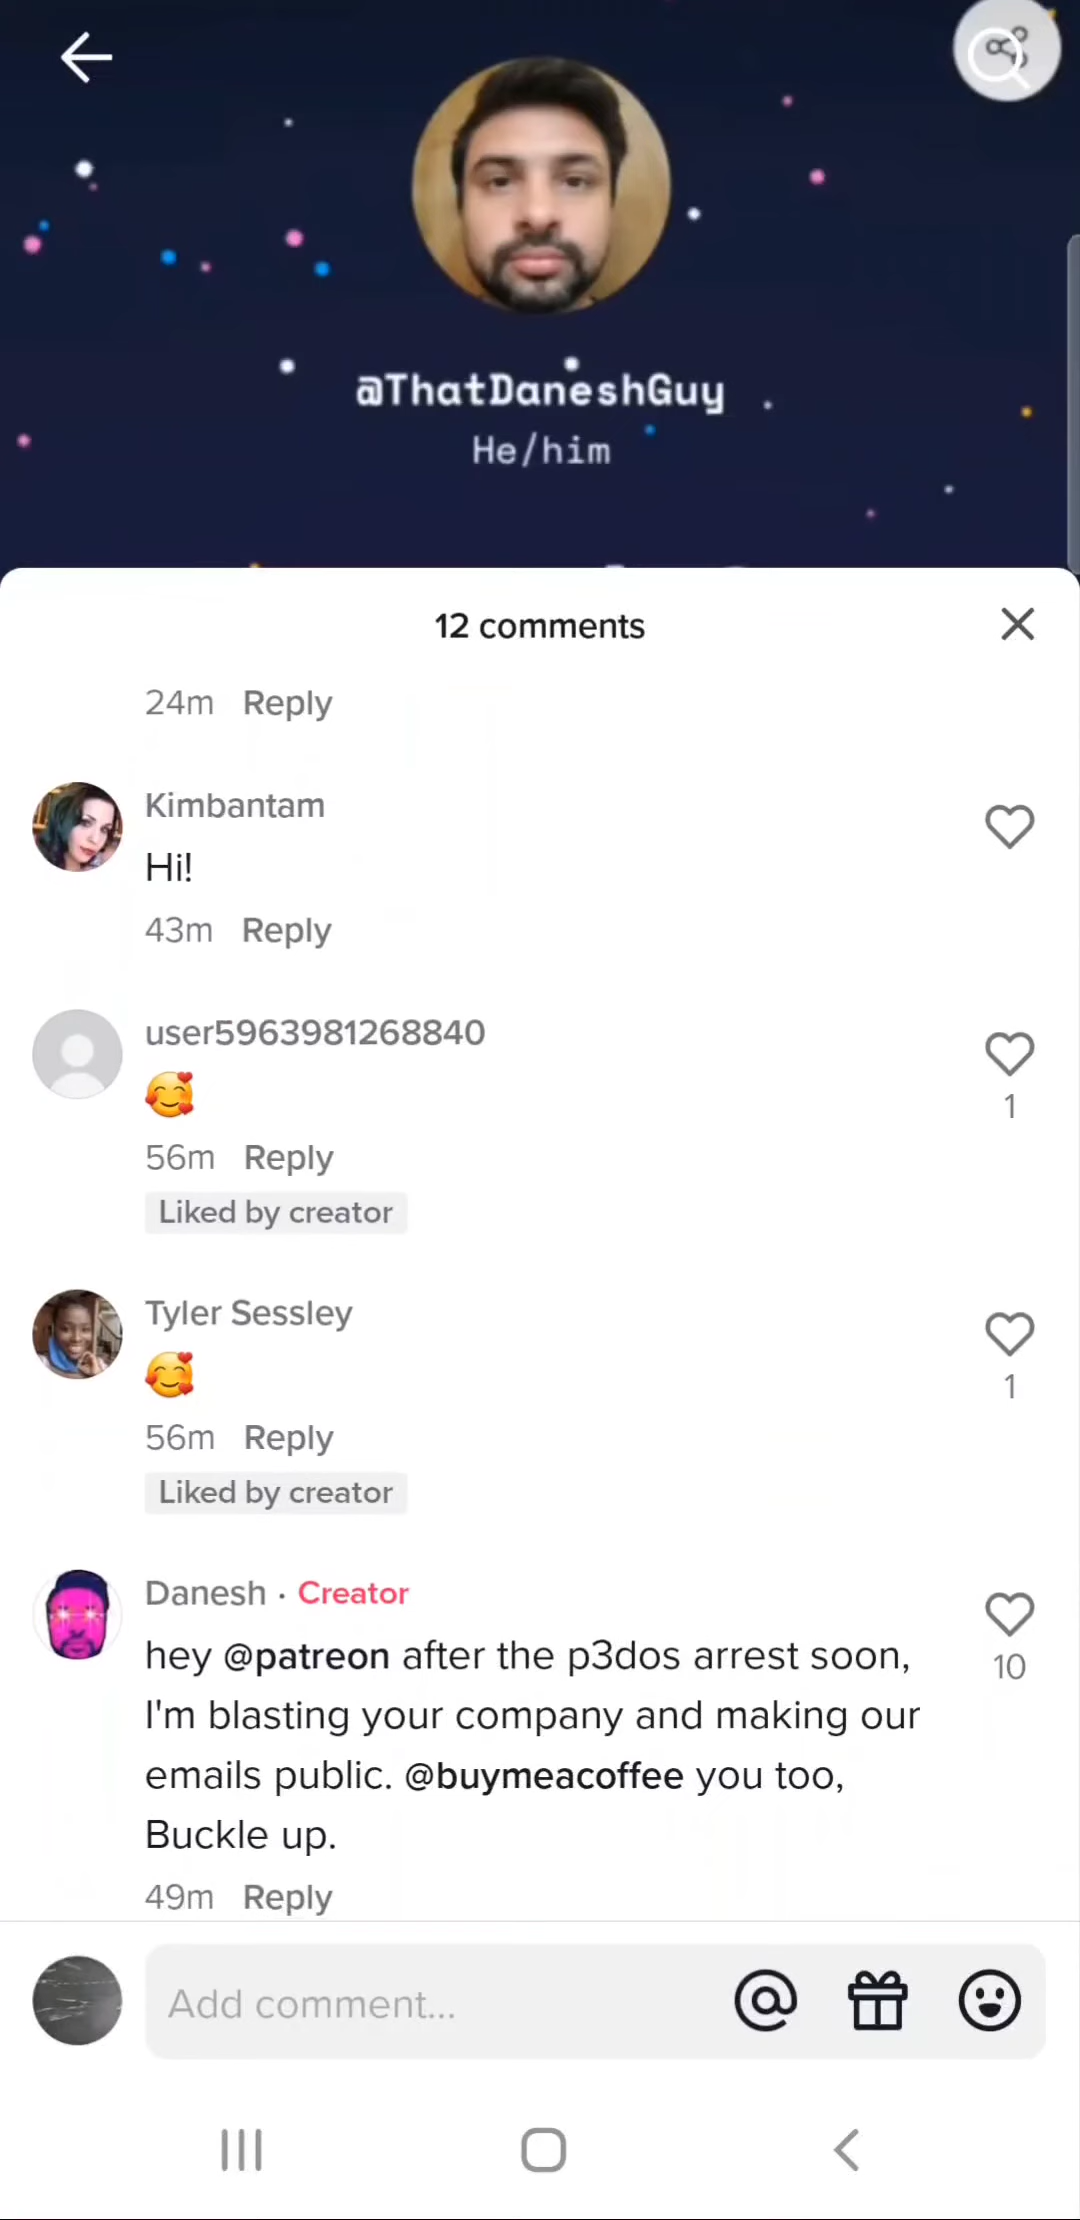 @ThatDaneshGuy
He/him
12 comments
24m Reply
Kimbantam
Hi!
43m Reply
user5963981268840
🥰
1
56m Reply
Liked by creator
Tyler Sessley
🥰
1
56m Reply
Liked by creator
Danesh · Creator
hey @patreon after the p3dos arrest soon,
10
I'm blasting your company and making our
emails public. @buymeacoffee you too,
Buckle up.
49m Reply
Add comment...